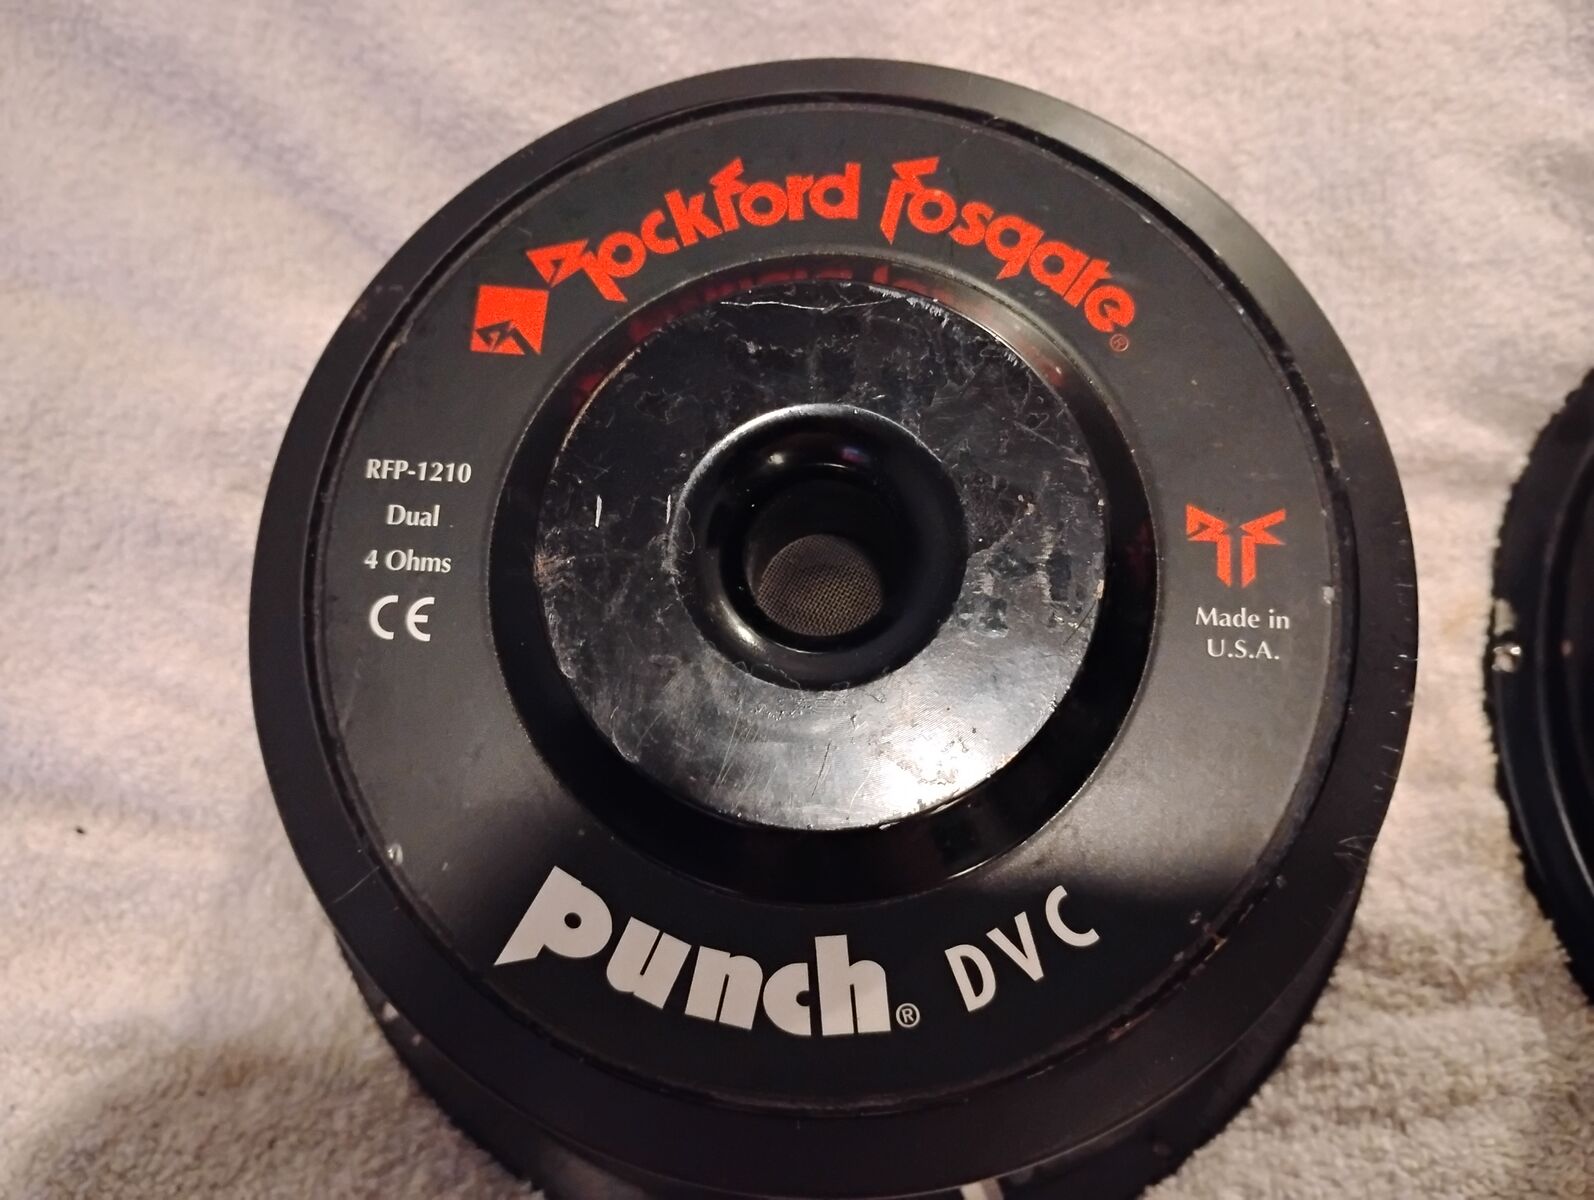 Rockford Fosgate®
RFP-1210
Dual
4 Ohms
CE
Made in
U.S.A.
Punch® DVC